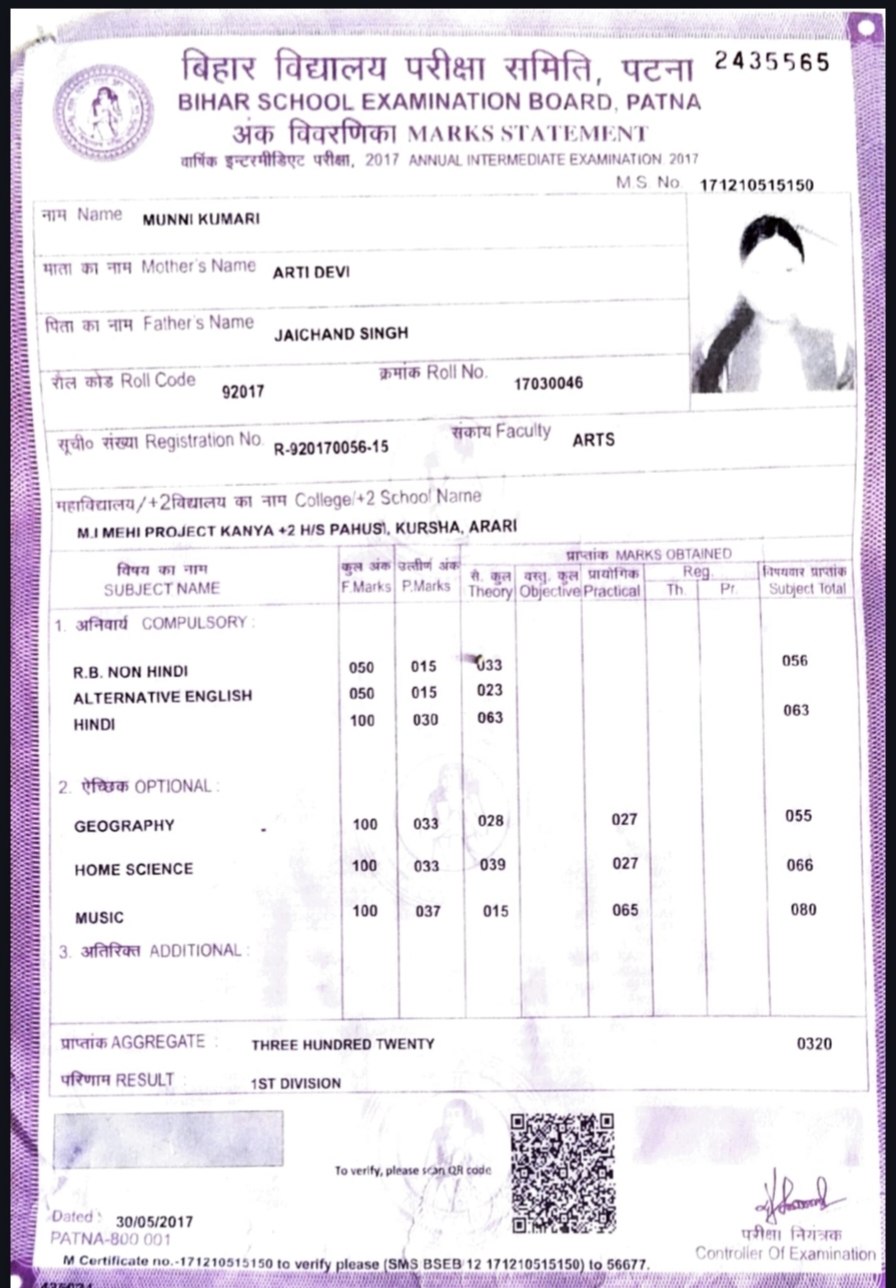 बिहार विद्यालय परीक्षा समिति, पटना 2435565
BIHAR SCHOOL EXAMINATION BOARD, PATNA
अंक विवरणिका MARKS STATEMENT
वार्षिक इन्टरमीडिएट परीक्षा, 2017 ANNUAL INTERMEDIATE EXAMINATION 2017
M.S. No. 171210515150
नाम Name MUNNI KUMARI
माता का नाम Mother's Name ARTI DEVI
पिता का नाम Father's Name JAICHAND SINGH
रौल कोड Roll Code 92017 क्रमांक Roll No. 17030046
सूची० संख्या Registration No. R-920170056-15 संकाय Faculty ARTS
महाविद्यालय/+2विद्यालय का नाम College/+2 School Name
M.I MEHI PROJECT KANYA +2 H/S PAHUSI, KURSHA, ARARI
प्राप्तांक MARKS OBTAINED
विषय का नाम कुल अंक उत्तीर्ण अंक सै. कुल वस्तु. कुल प्रायोगिक Reg. विषयवार प्राप्तांक
SUBJECT NAME F.Marks P.Marks Theory Objective Practical Th. Pr. Subject Total
1. अनिवार्य COMPULSORY :
R.B. NON HINDI 050 015 033 056
ALTERNATIVE ENGLISH 050 015 023
HINDI 100 030 063 063
2. ऐच्छिक OPTIONAL :
GEOGRAPHY - 100 033 028 027 055
HOME SCIENCE 100 033 039 027 066
MUSIC 100 037 015 065 080
3. अतिरिक्त ADDITIONAL :
प्राप्तांक AGGREGATE : THREE HUNDRED TWENTY 0320
परिणाम RESULT : 1ST DIVISION
To verify, please scan QR code
Dated : 30/05/2017
PATNA-800 001
परीक्षा नियंत्रक
Controller Of Examination
M Certificate no.-171210515150 to verify please (SMS BSEB 12 171210515150) to 56677.